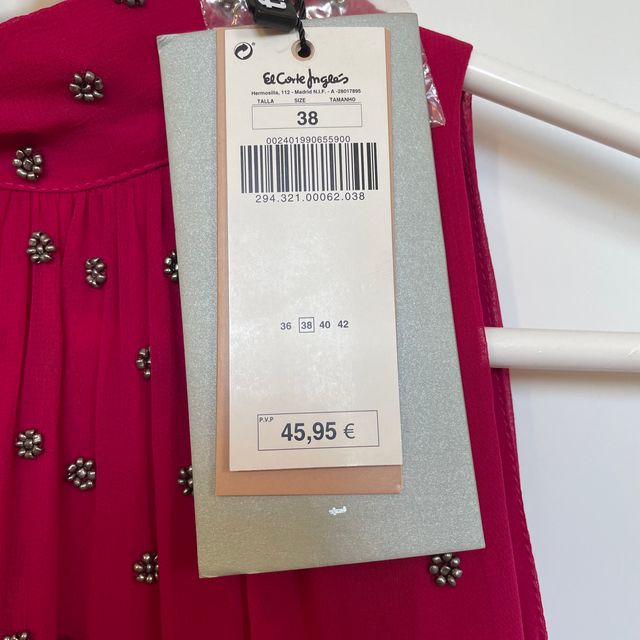 El Corte Inglés
Hermosilla, 112 - Madrid N.I.F. - A -28017895
TALLA SIZE TAMANHO
38
002401990655900
294.321.00062.038
36 38 40 42
P.V.P
45,95 €